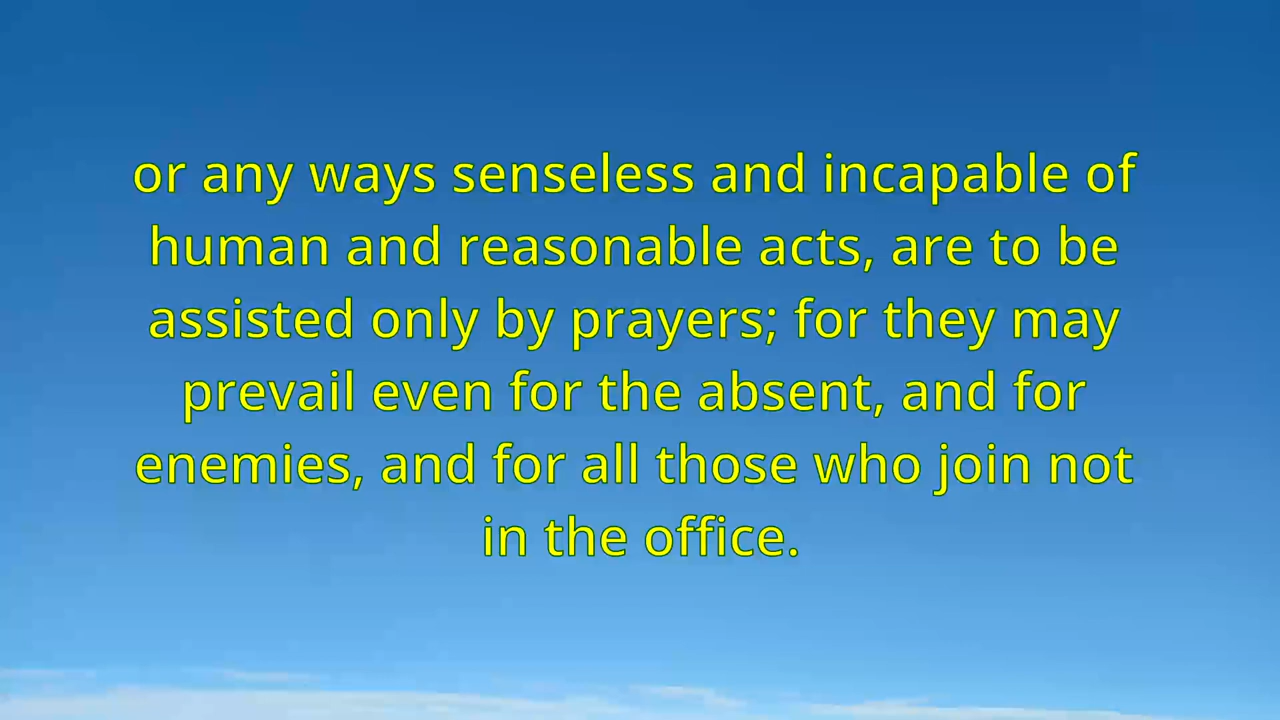 or any ways senseless and incapable of
human and reasonable acts, are to be
assisted only by prayers; for they may
prevail even for the absent, and for
enemies, and for all those who join not
in the office.